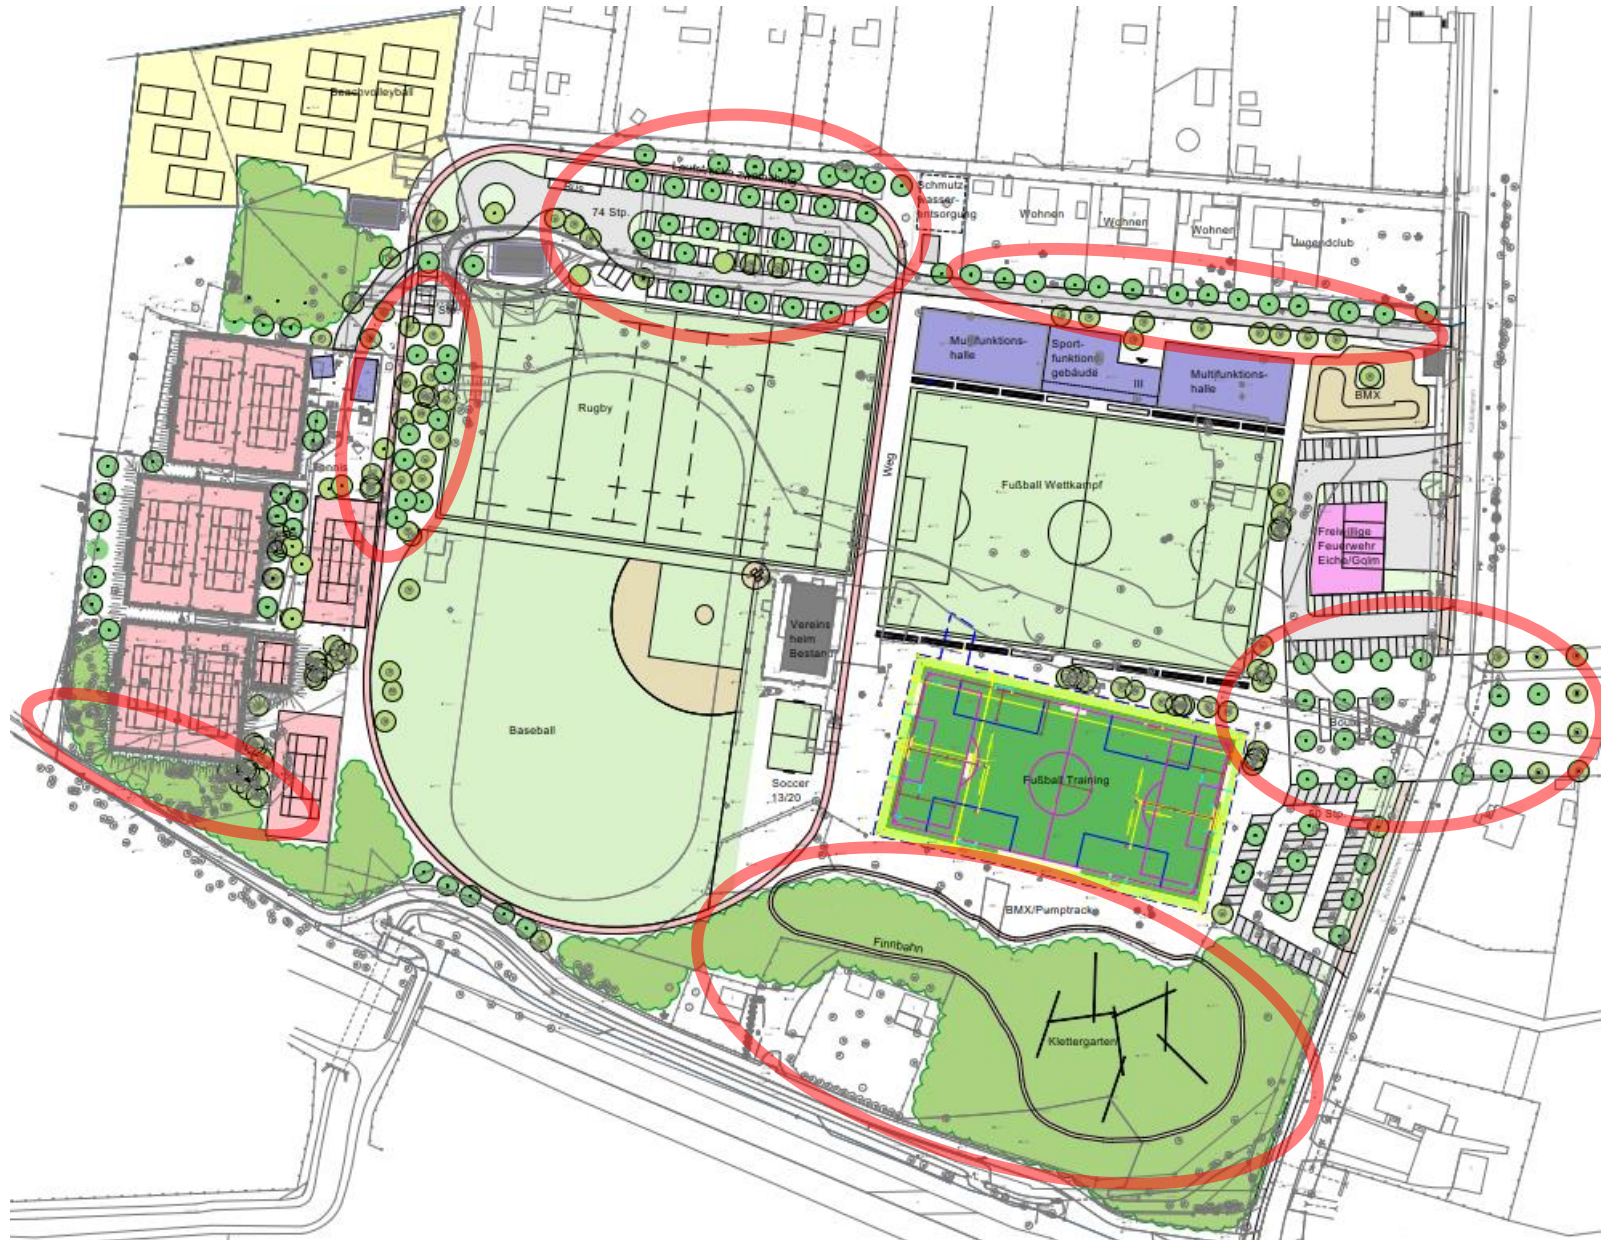 Beachvolleyball
Bus
74 Stp.
Schmutz
wasser-
entsorgung
Wohnen
Wohnen
Wohnen
Jugendclub
Stp.
Multifunktions-
halle
Sport-
funktions
gebäude
III
Multifunktions-
halle
BMX
Rugby
Tennis
Weg
Fußball Wettkampf
Freiwillige
Feuerwehr
Eiche/Golm
Vereins
heim
Bestand
Baseball
Soccer
13/20
Fußball Training
Stp.
BMX/Pumptrack
Finnbahn
Klettergarten